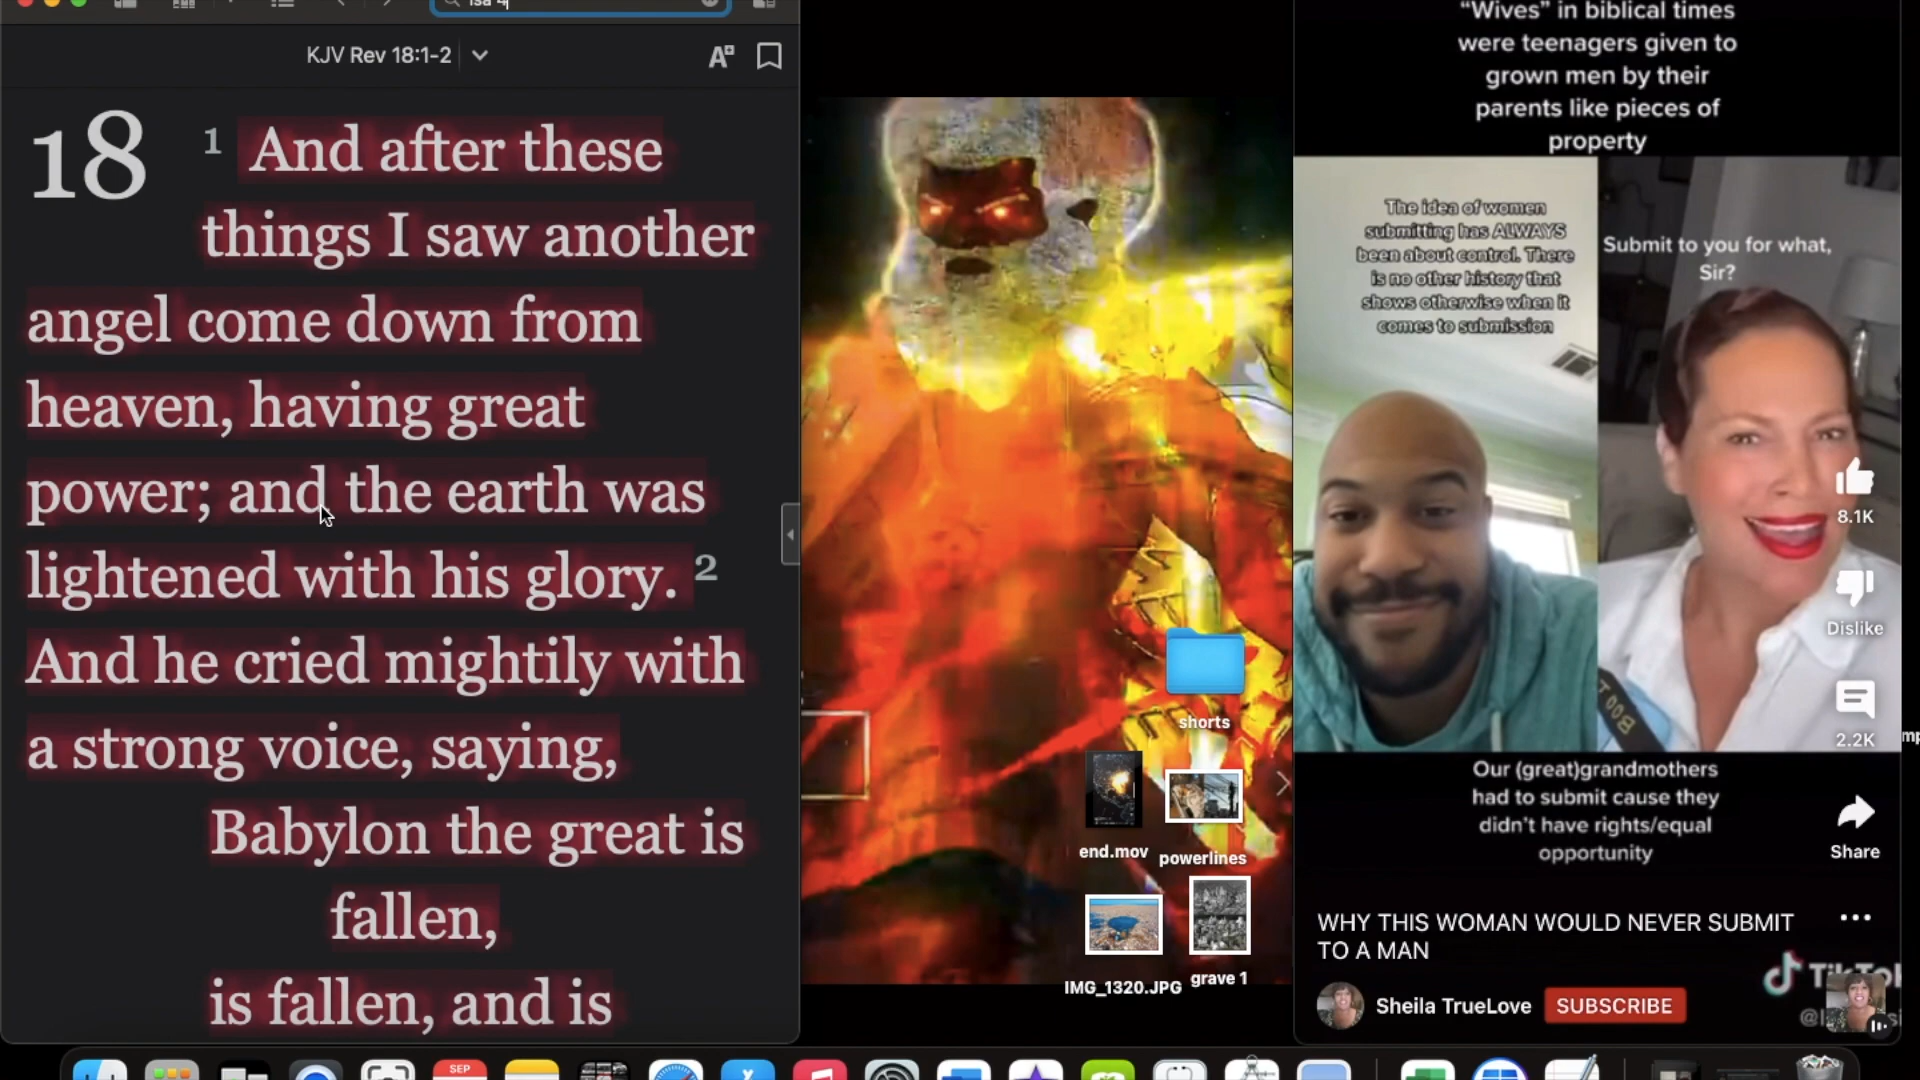 isa 4
KJV Rev 18:1-2
18
1 And after these
things I saw another
angel come down from
heaven, having great
power; and the earth was
lightened with his glory. 2
And he cried mightily with
a strong voice, saying,
Babylon the great is
fallen,
is fallen, and is
shorts
end.mov
powerlines
IMG_1320.JPG
grave 1
“Wives” in biblical times
were teenagers given to
grown men by their
parents like pieces of
property
The idea of women
submitting has ALWAYS
been about control. There
is no other history that
shows otherwise when it
comes to submission
Submit to you for what,
Sir?
8.1K
Dislike
2.2K
Share
Our (great)grandmothers
had to submit cause they
didn’t have rights/equal
opportunity
WHY THIS WOMAN WOULD NEVER SUBMIT
TO A MAN
Sheila TrueLove
SUBSCRIBE
SEP